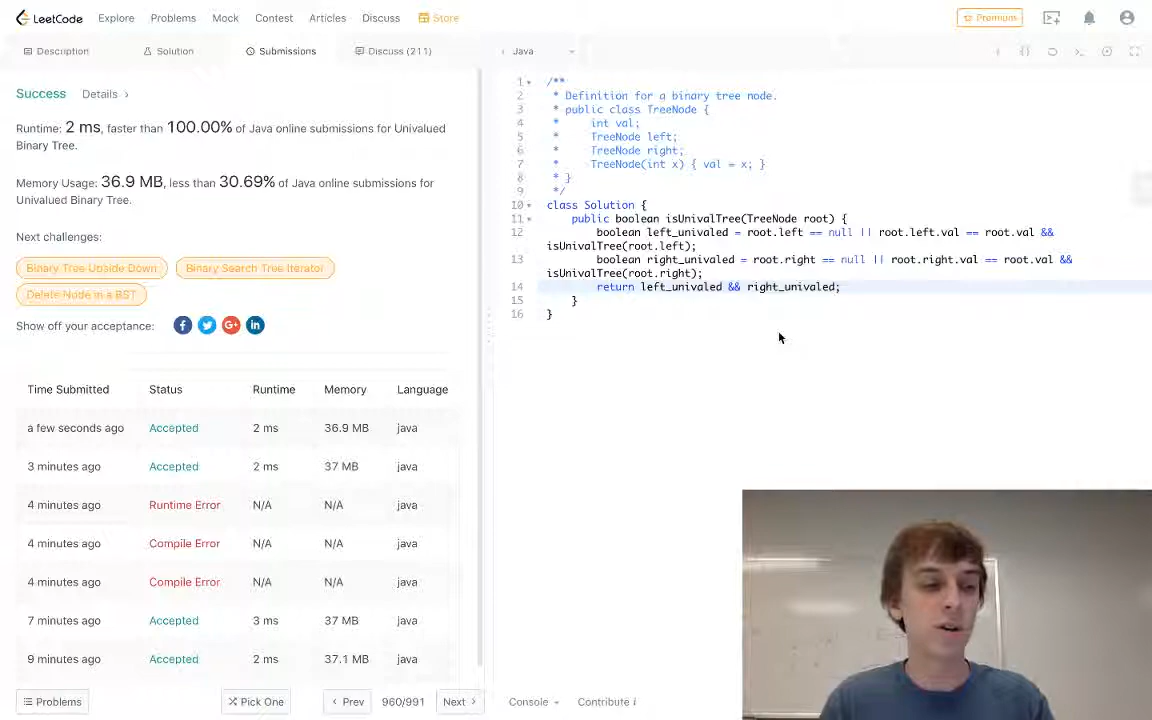 LeetCode Explore Problems Mock Contest Articles Discuss Store Premium
Description Solution Submissions Discuss (211) Java
Success Details >
Runtime: 2 ms, faster than 100.00% of Java online submissions for Univalued
Binary Tree.
Memory Usage: 36.9 MB, less than 30.69% of Java online submissions for
Univalued Binary Tree.
Next challenges:
Binary Tree Upside Down Binary Search Tree Iterator
Delete Node in a BST
Show off your acceptance:
Time Submitted Status Runtime Memory Language
a few seconds ago Accepted 2 ms 36.9 MB java
3 minutes ago Accepted 2 ms 37 MB java
4 minutes ago Runtime Error N/A N/A java
4 minutes ago Compile Error N/A N/A java
4 minutes ago Compile Error N/A N/A java
7 minutes ago Accepted 3 ms 37 MB java
9 minutes ago Accepted 2 ms 37.1 MB java
Problems Pick One < Prev 960/991 Next >
1 /**
2 * Definition for a binary tree node.
3 * public class TreeNode {
4 * int val;
5 * TreeNode left;
6 * TreeNode right;
7 * TreeNode(int x) { val = x; }
8 * }
9 */
10 class Solution {
11 public boolean isUnivalTree(TreeNode root) {
12 boolean left_univaled = root.left == null || root.left.val == root.val &&
isUnivalTree(root.left);
13 boolean right_univaled = root.right == null || root.right.val == root.val &&
isUnivalTree(root.right);
14 return left_univaled && right_univaled;
15 }
16 }
Console Contribute i